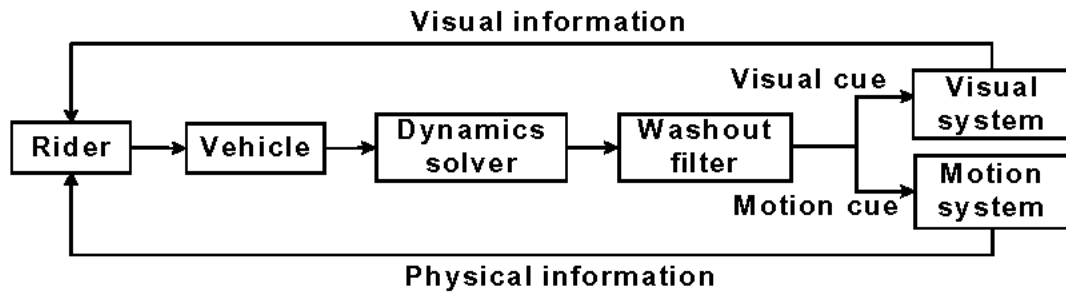 Visual information
Visual cue
Visual
system
Rider
Vehicle
Dynamics
solver
Washout
filter
Motion cue
Motion
system
Physical information